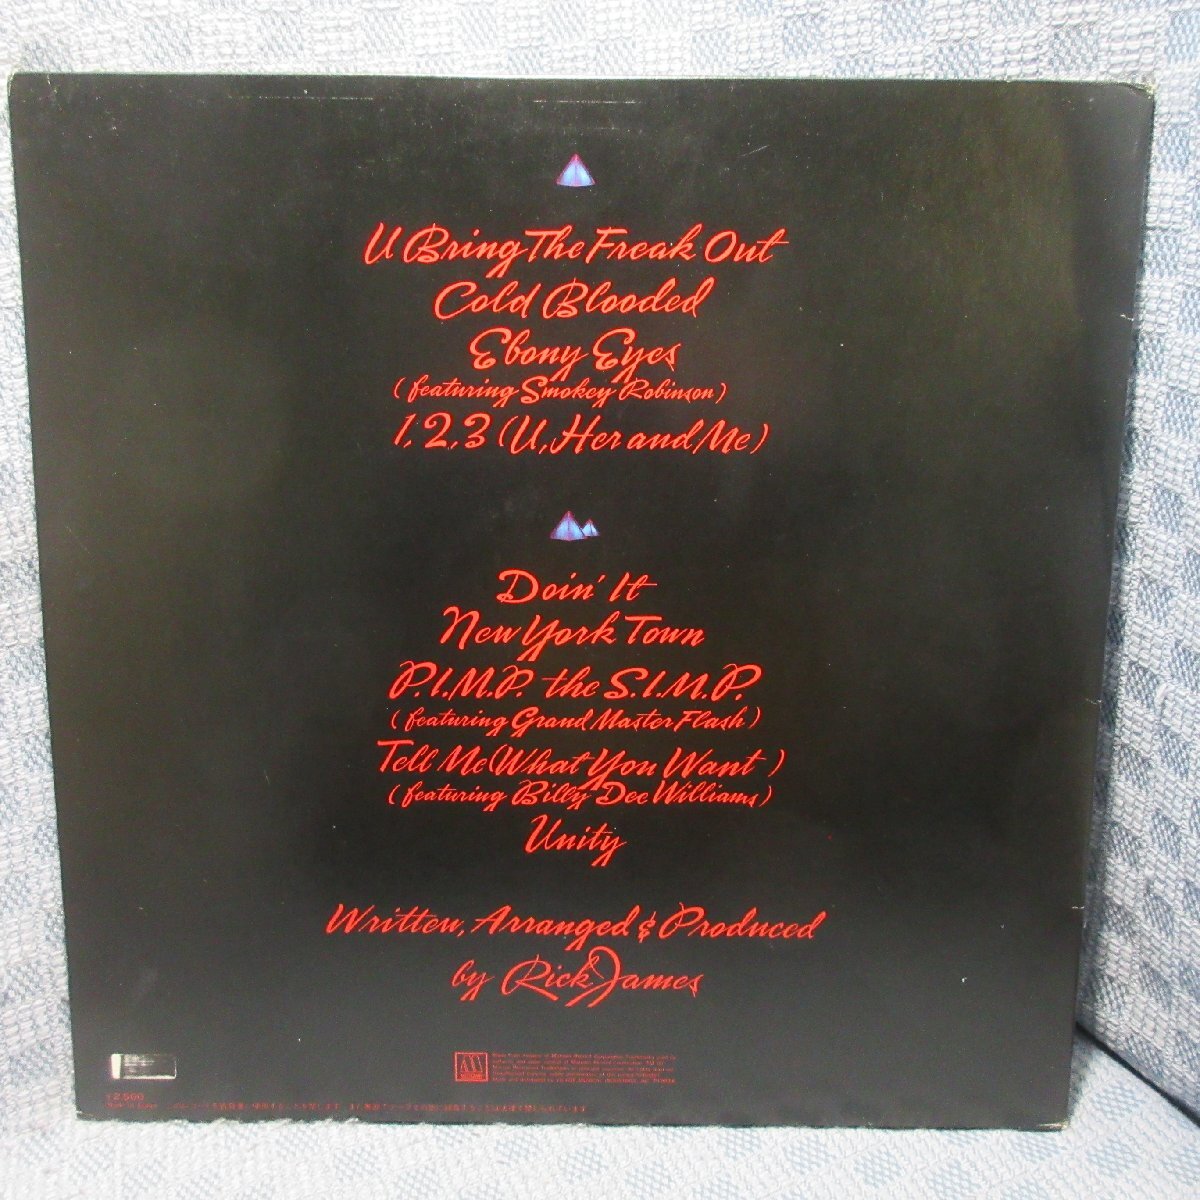 U Bring The Freak Out
Cold Blooded
Ebony Eyes
(featuring Smokey Robinson)
1,2,3 (U, Her and Me)
Doin' It
New York Town
P.I.M.P. the S.I.M.P.
(featuring Grand Master Flash)
Tell Me (What You Want)
(featuring Billy Dee Williams)
Unity
Written, Arranged & Produced
by Rick James
¥2,500